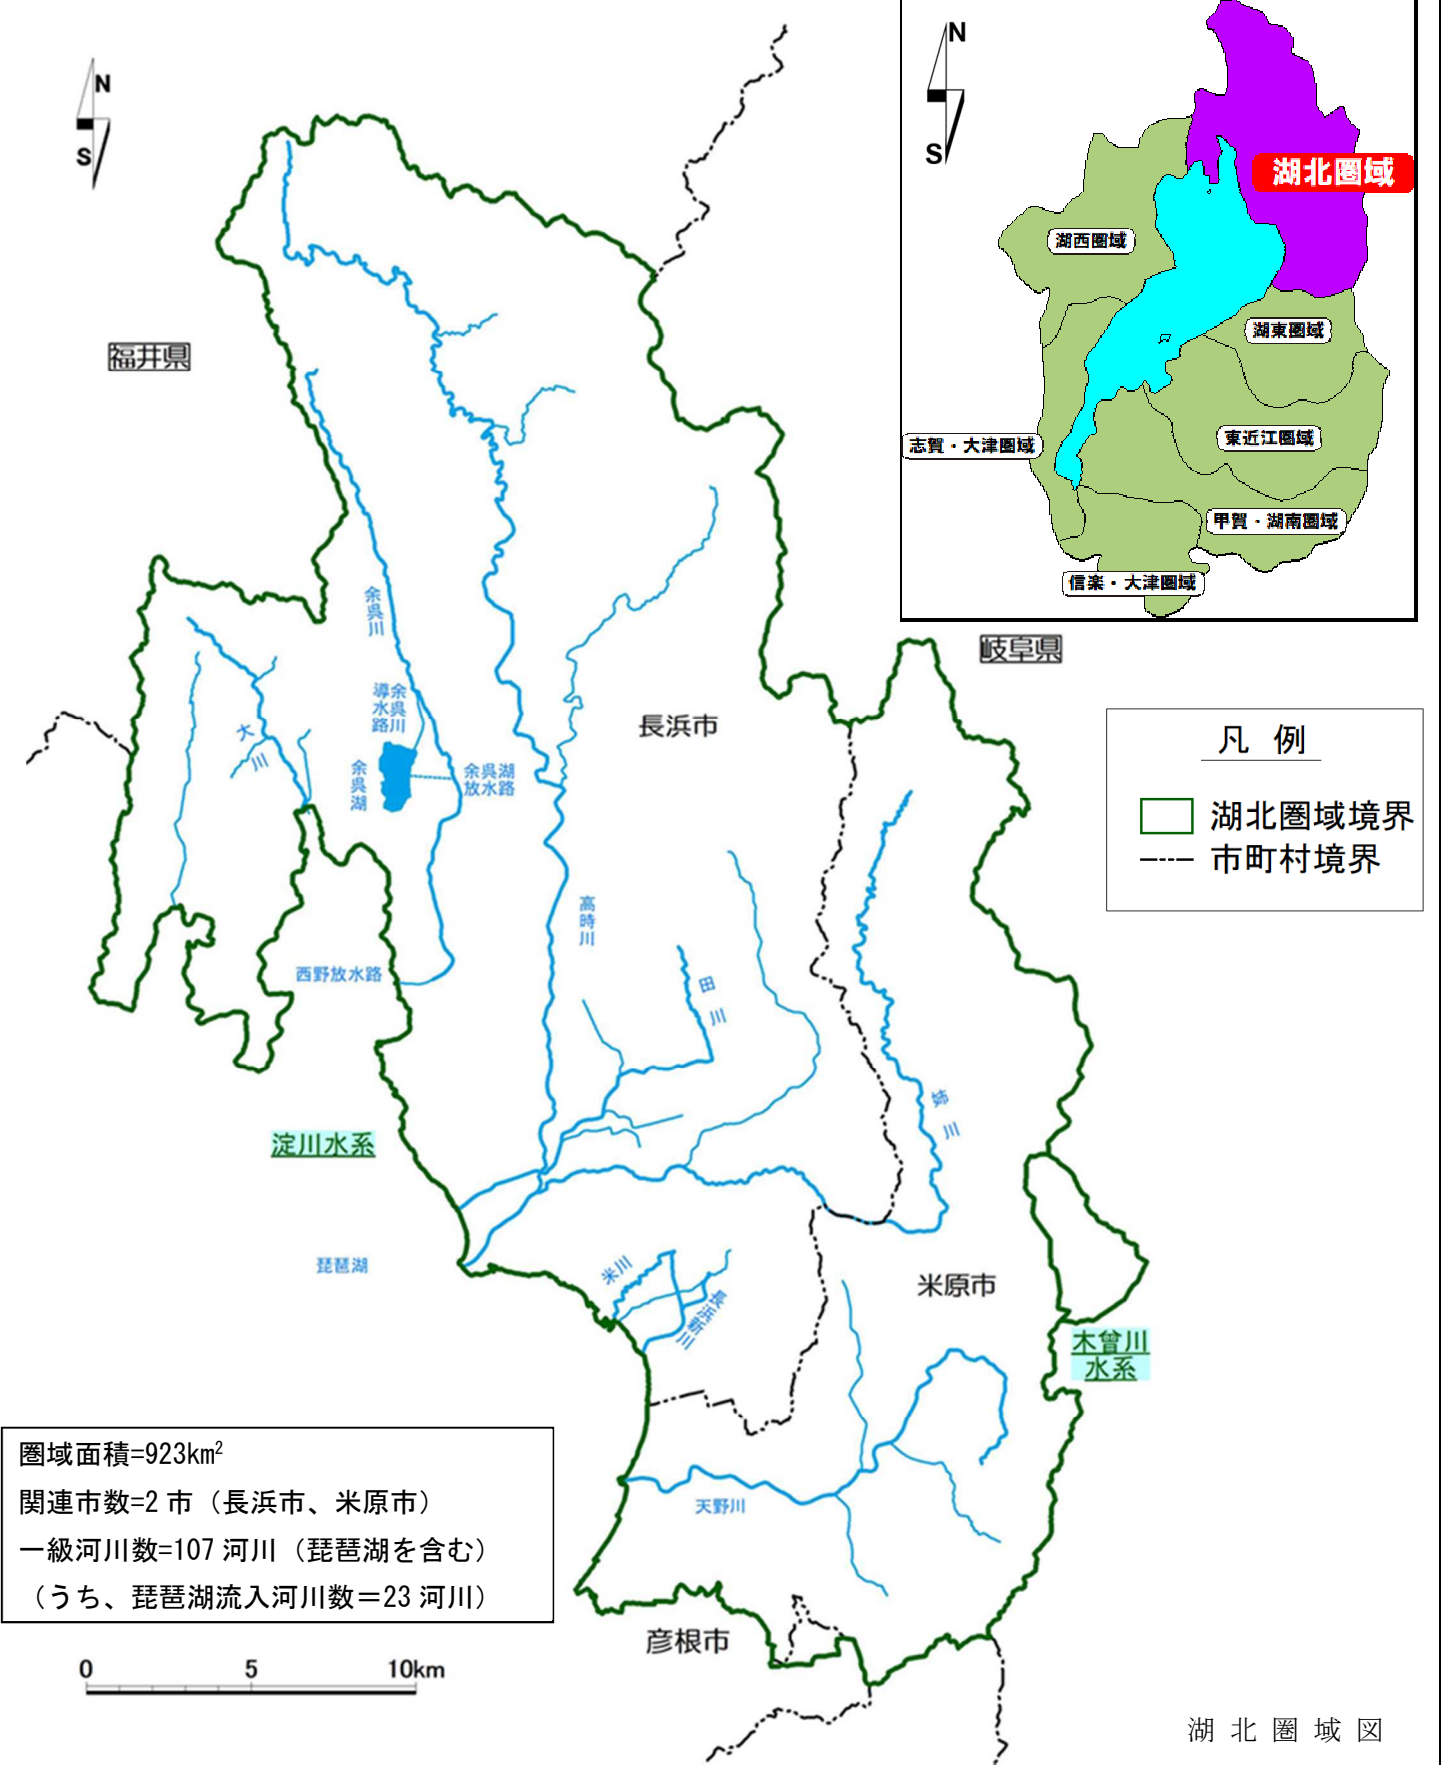 N
S
福井県
N
S
湖北圏域
湖西圏域
湖東圏域
志賀・大津圏域
東近江圏域
甲賀・湖南圏域
信楽・大津圏域
岐阜県
凡 例
湖北圏域境界
市町村境界
余呉川
余呉川
導水路
余呉湖
余呉湖
放水路
大川
長浜市
高時川
西野放水路
田川
姉川
淀川水系
琵琶湖
米川
長浜新川
米原市
木曾川
水系
天野川
彦根市
圏域面積=923km²
関連市数=2市（長浜市、米原市）
一級河川数=107河川（琵琶湖を含む）
（うち、琵琶湖流入河川数＝23河川）
0 5 10km
湖北圏域図